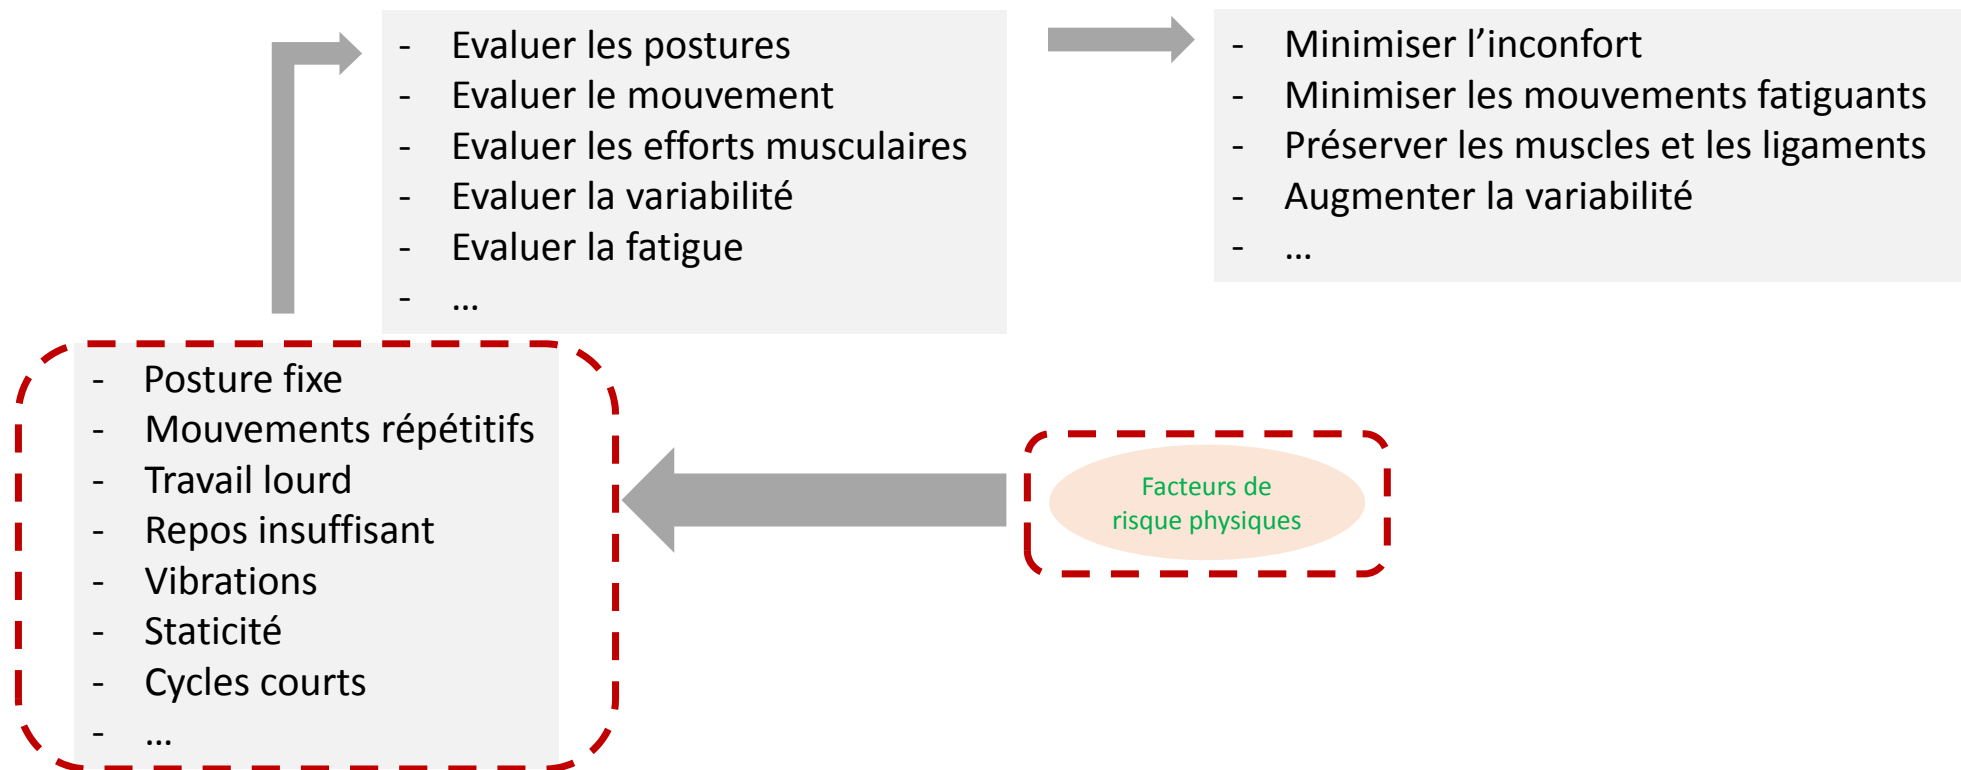 - Evaluer les postures
- Evaluer le mouvement
- Evaluer les efforts musculaires
- Evaluer la variabilité
- Evaluer la fatigue
- ...
- Minimiser l’inconfort
- Minimiser les mouvements fatiguants
- Préserver les muscles et les ligaments
- Augmenter la variabilité
- ...
- Posture fixe
- Mouvements répétitifs
- Travail lourd
- Repos insuffisant
- Vibrations
- Staticité
- Cycles courts
- ...
Facteurs de
risque physiques